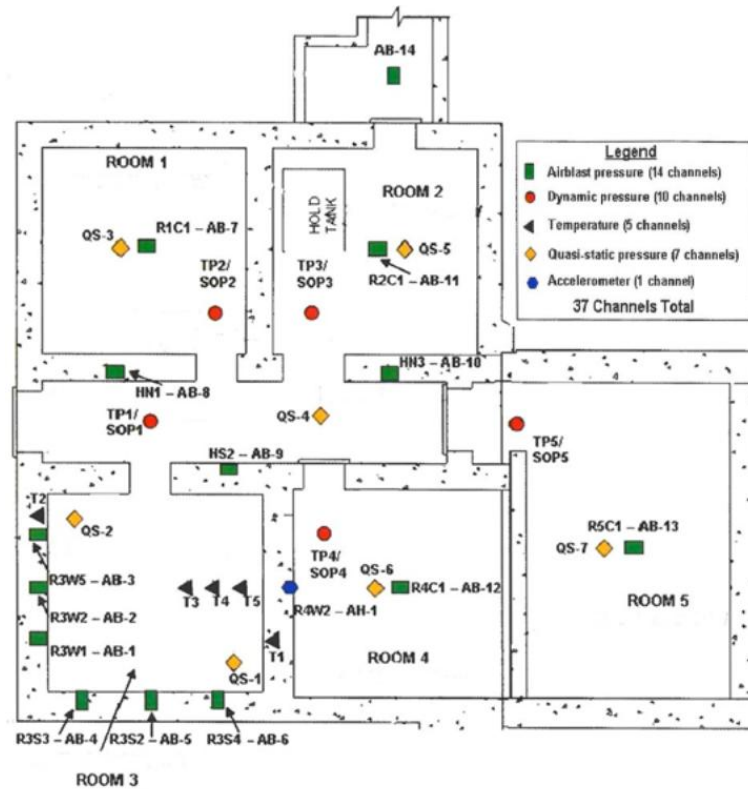 AB-14
ROOM 1
Legend
Airblast pressure (14 channels)
Dynamic pressure (10 channels)
Temperature (5 channels)
Quasi-static pressure (7 channels)
Accelerometer (1 channel)
37 Channels Total
ROOM 2
HOLD
TANK
QS-3
R1C1 – AB-7
QS-5
R2C1 – AB-11
TP2/
SOP2
TP3/
SOP3
HN1 – AB-8
HN3 – AB-10
TP1/
SOP1
QS-4
TP5/
SOP5
HS2 – AB-9
T2
QS-2
R3W5 – AB-3
R3W2 – AB-2
R3W1 – AB-1
T3
T4
T5
T1
QS-1
TP4/
SOP4
QS-6
R4C1 – AB-12
R4W2 – AH-1
ROOM 4
R5C1 – AB-13
QS-7
ROOM 5
R3S3 – AB-4
R3S2 – AB-5
R3S4 – AB-6
ROOM 3